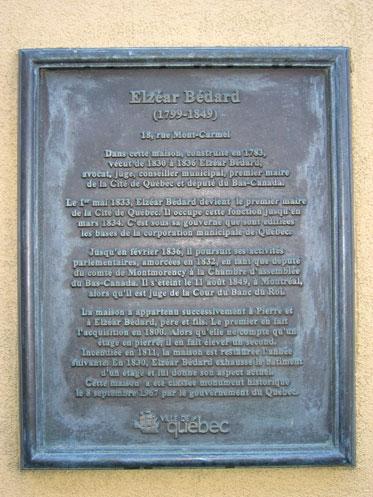 Elzéar Bédard
(1799-1849)
18, rue Mont-Carmel
Dans cette maison, construite en 1783,
vécut de 1830 à 1836 Elzéar Bédard,
avocat, juge, conseiller municipal, premier maire
de la Cité de Québec et député du Bas-Canada.
Le 1er mai 1833, Elzéar Bédard devient le premier maire
de la Cité de Québec. Il occupe cette fonction jusqu'en
mars 1834. C'est sous sa gouverne que sont édifiées
les bases de la corporation municipale de Québec.
Jusqu'en février 1836, il poursuit ses activités
parlementaires, amorcées en 1832, en tant que député
du comté de Montmorency à la Chambre d'assemblée
du Bas-Canada. Il s'éteint le 11 août 1849, à Montréal,
alors qu'il est juge de la Cour du Banc du Roi.
La maison a appartenu successivement à Pierre et
à Elzéar Bédard, père et fils. Le premier en fait
l'acquisition en 1800. Alors qu'elle ne compte qu'un
étage en pierre, il en fait élever un second.
Incendiée en 1811, la maison est restaurée l'année
suivante. En 1830, Elzéar Bédard exhausse le bâtiment
d'un étage et lui donne son aspect actuel.
Cette maison a été classée monument historique
le 8 septembre 1967 par le gouvernement du Québec.
VILLE DE
québec